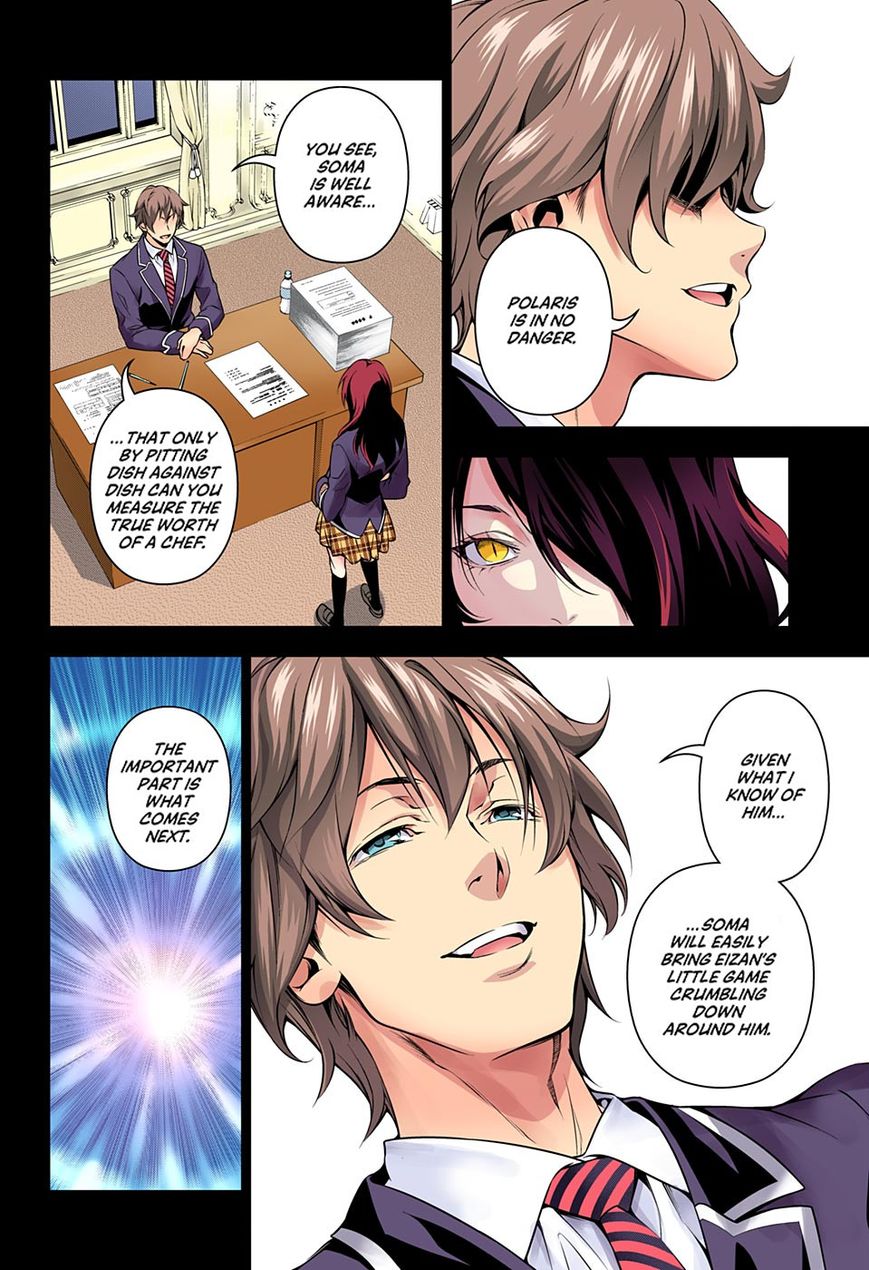 YOU SEE,
SOMA
IS WELL
AWARE...
POLARIS
IS IN NO
DANGER.
...THAT ONLY
BY PITTING
DISH AGAINST
DISH CAN YOU
MEASURE THE
TRUE WORTH
OF A CHEF.
THE
IMPORTANT
PART IS
WHAT
COMES
NEXT.
GIVEN
WHAT I
KNOW OF
HIM...
...SOMA
WILL EASILY
BRING EIZAN'S
LITTLE GAME
CRUMBLING
DOWN
AROUND HIM.